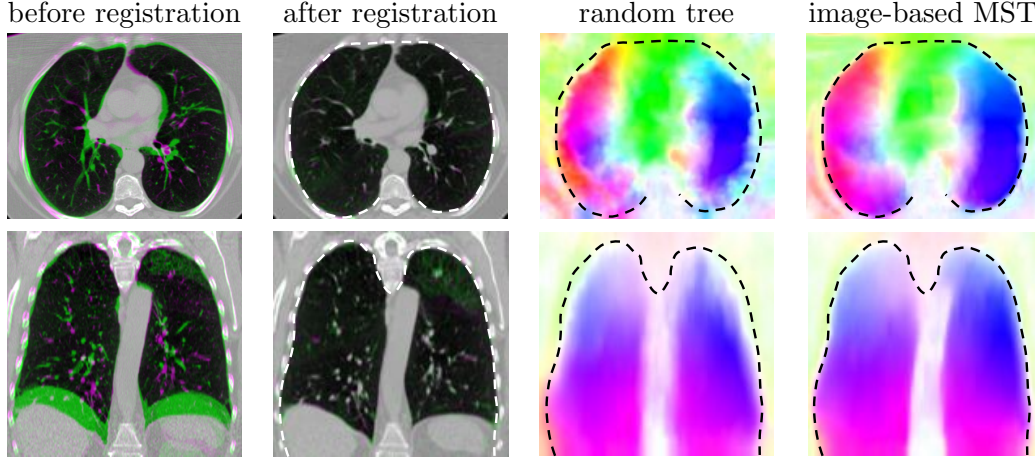 before registration
after registration
random tree
image-based MST